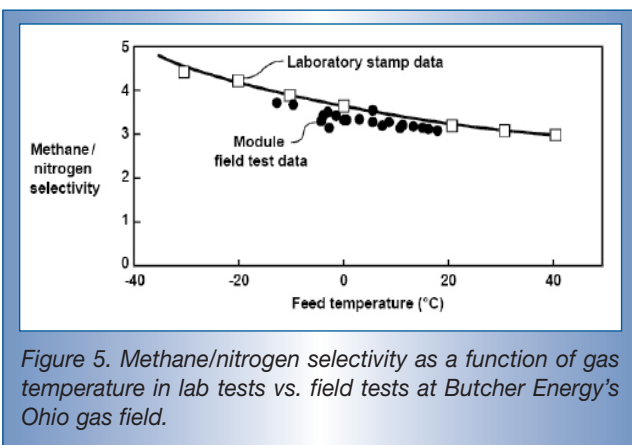 5
4
3
2
1
0
Methane/
nitrogen
selectivity
Laboratory stamp data
Module
field test data
-40
-20
0
20
40
Feed temperature (°C)
Figure 5. Methane/nitrogen selectivity as a function of gas
temperature in lab tests vs. field tests at Butcher Energy's
Ohio gas field.